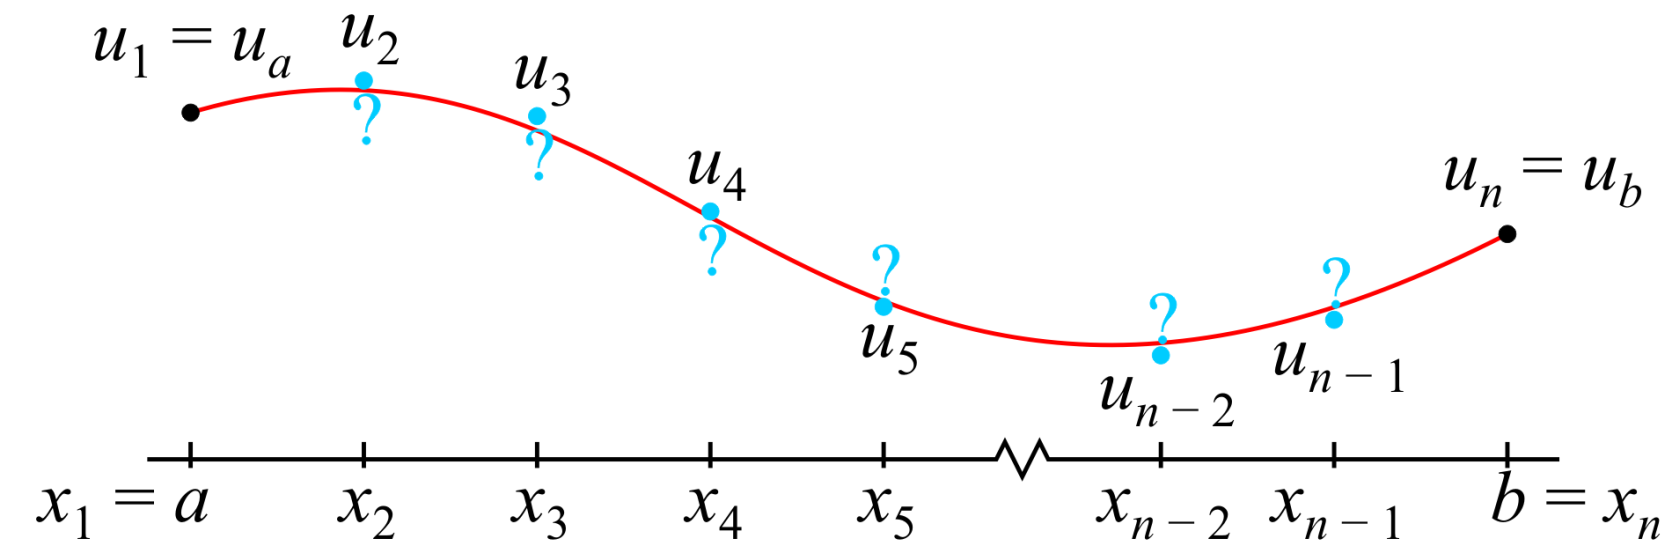 u₁ = uₐ
u₂
?
u₃
?
u₄
?
?
u₅
?
uₙ₋₂
?
uₙ₋₁
uₙ = u_b
x₁ = a
x₂
x₃
x₄
x₅
xₙ₋₂
xₙ₋₁
b = xₙ